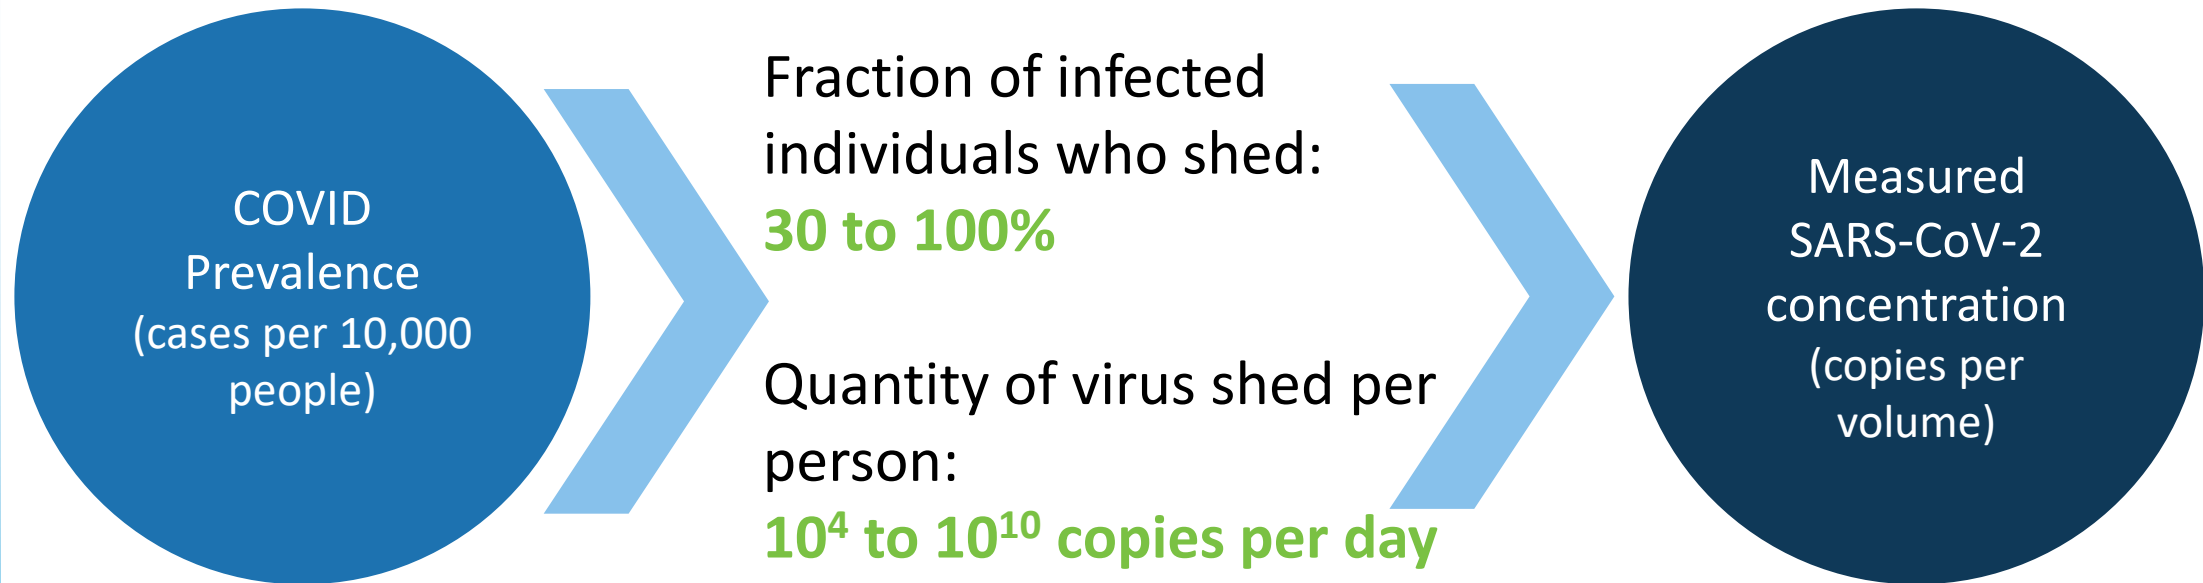 COVID
Prevalence
(cases per 10,000
people)
Fraction of infected
individuals who shed:
30 to 100%
Quantity of virus shed per
person:
10⁴ to 10¹⁰ copies per day
Measured
SARS-CoV-2
concentration
(copies per
volume)